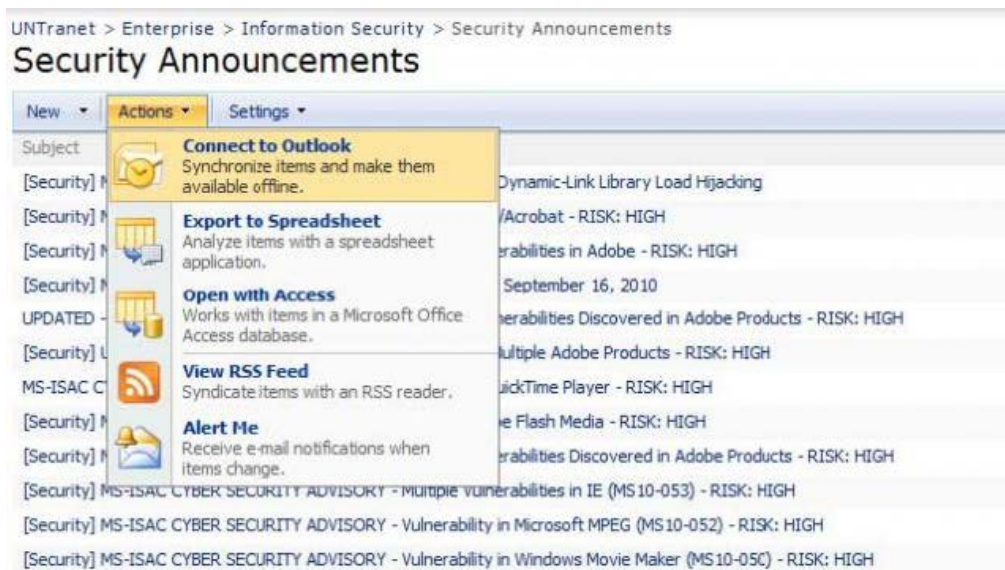 UNTranet > Enterprise > Information Security > Security Announcements
Security Announcements
New Actions Settings
Subject
Connect to Outlook
Synchronize items and make them
available offline.
Export to Spreadsheet
Analyze items with a spreadsheet
application.
Open with Access
Works with items in a Microsoft Office
Access database.
View RSS Feed
Syndicate items with an RSS reader.
Alert Me
Receive e-mail notifications when
items change.
[Security] Dynamic-Link Library Load Hijacking
[Security] /Acrobat - RISK: HIGH
[Security] in Adobe - RISK: HIGH
[Security] September 16, 2010
UPDATED - Discovered in Adobe Products - RISK: HIGH
[Security] Adobe Products - RISK: HIGH
MS-ISAC Player - RISK: HIGH
[Security] Flash Media - RISK: HIGH
[Security] Discovered in Adobe Products - RISK: HIGH
[Security] MS-ISAC CYBER SECURITY ADVISORY - Multiple Vulnerabilities in IE (MS10-053) - RISK: HIGH
[Security] MS-ISAC CYBER SECURITY ADVISORY - Vulnerability in Microsoft MPEG (MS10-052) - RISK: HIGH
[Security] MS-ISAC CYBER SECURITY ADVISORY - Vulnerability in Windows Movie Maker (MS10-050) - RISK: HIGH